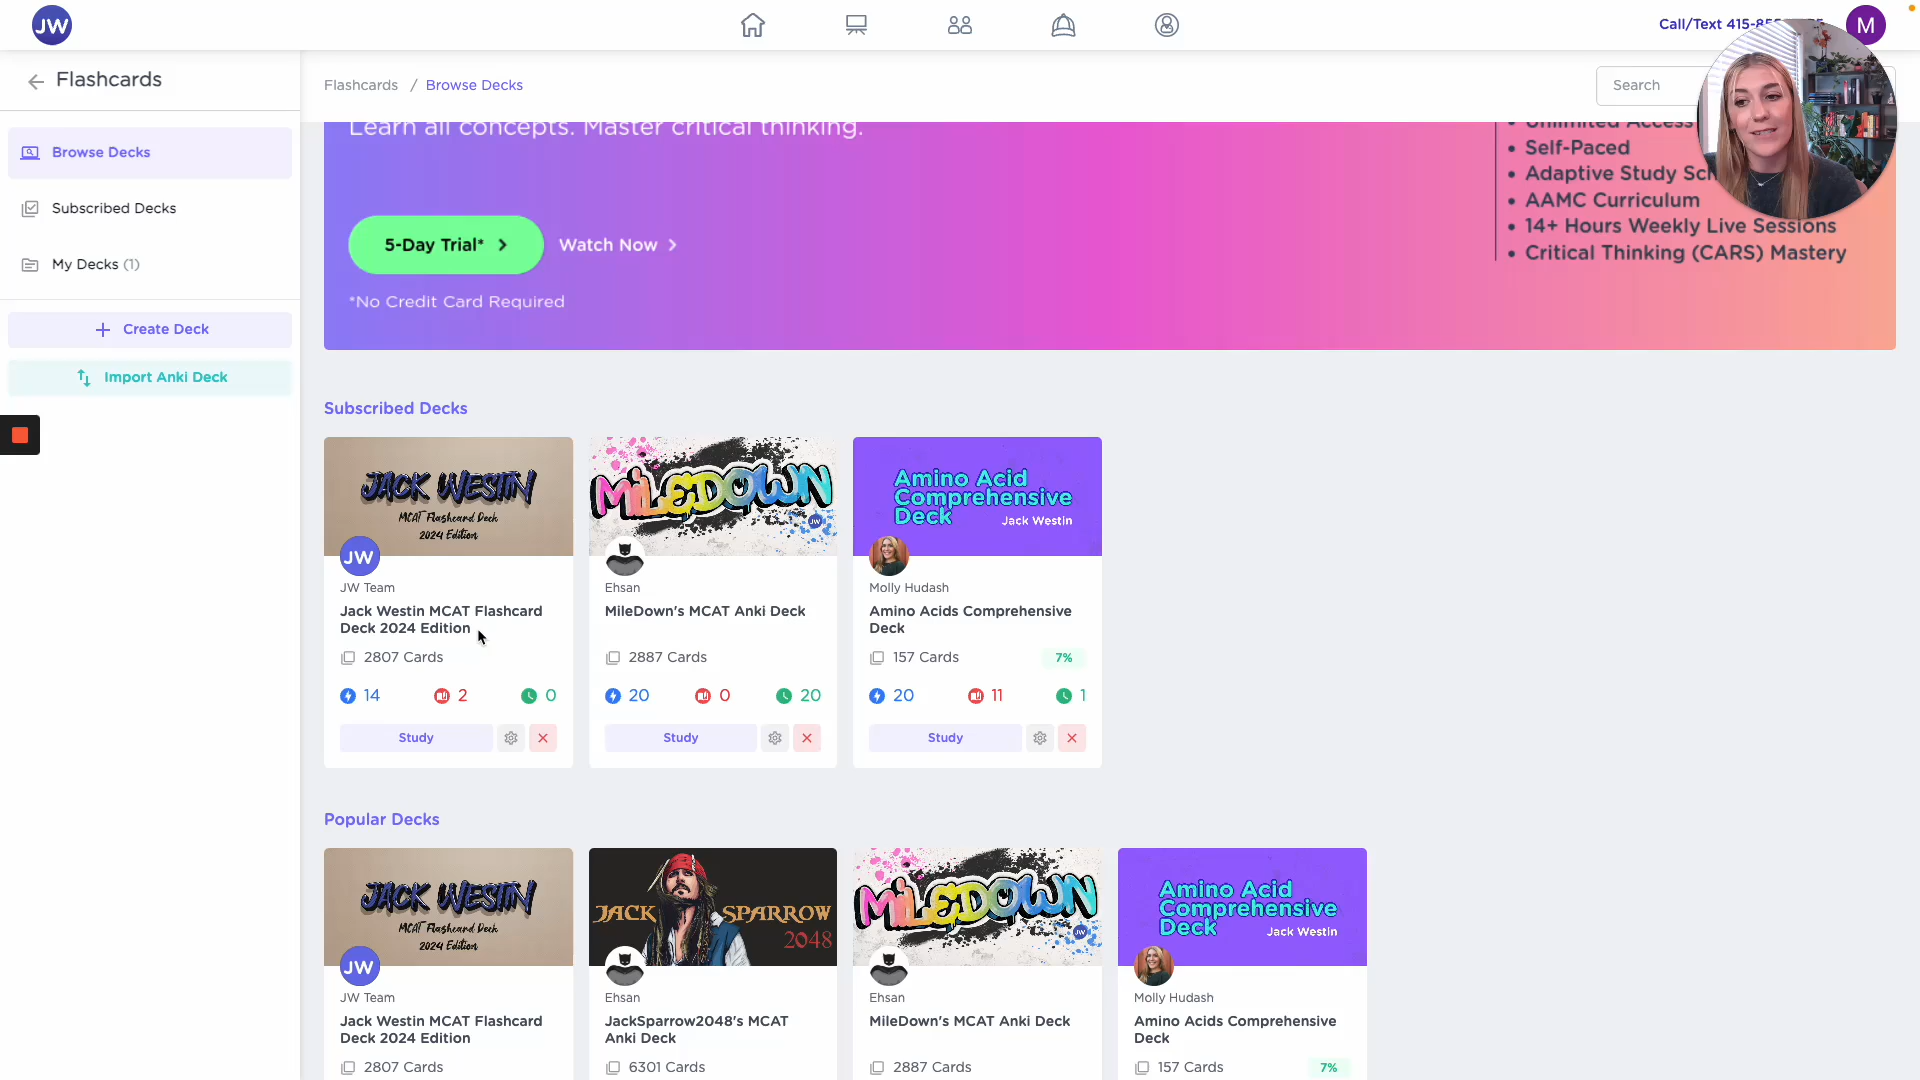 JW
Call/Text 415-85
M
Flashcards
Flashcards / Browse Decks
Search
Browse Decks
Subscribed Decks
My Decks (1)
Create Deck
Import Anki Deck
Learn all concepts. Master critical thinking.
5-Day Trial*
Watch Now
*No Credit Card Required
• Unlimited Access
• Self-Paced
• Adaptive Study Sc
• AAMC Curriculum
• 14+ Hours Weekly Live Sessions
• Critical Thinking (CARS) Mastery
Subscribed Decks
JACK WESTIN
MCAT Flashcard Deck
2024 Edition
JW
JW Team
Jack Westin MCAT Flashcard
Deck 2024 Edition
2807 Cards
14 2 0
Study
MILEDOWN
JW
Ehsan
MileDown's MCAT Anki Deck
2887 Cards
20 0 20
Study
Amino Acid
Comprehensive
Deck
Jack Westin
Molly Hudash
Amino Acids Comprehensive
Deck
157 Cards 7%
20 11 1
Study
Popular Decks
JACK WESTIN
MCAT Flashcard Deck
2024 Edition
JW
JW Team
Jack Westin MCAT Flashcard
Deck 2024 Edition
2807 Cards
JACK SPARROW
2048
Ehsan
JackSparrow2048's MCAT
Anki Deck
6301 Cards
MILEDOWN
JW
Ehsan
MileDown's MCAT Anki Deck
2887 Cards
Amino Acid
Comprehensive
Deck
Jack Westin
Molly Hudash
Amino Acids Comprehensive
Deck
157 Cards 7%